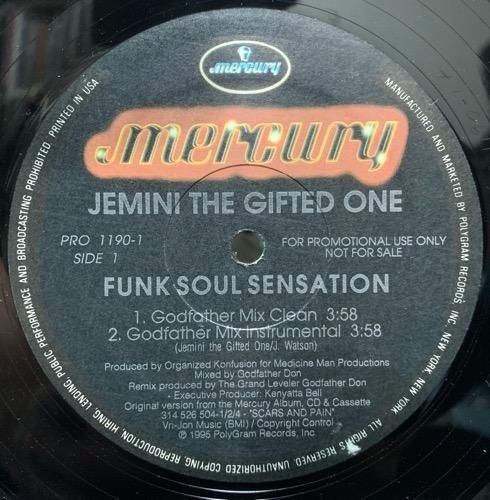 mercury
mercury
JEMINI THE GIFTED ONE
PRO 1190-1
SIDE 1
FOR PROMOTIONAL USE ONLY
NOT FOR SALE
FUNK SOUL SENSATION
1. Godfather Mix Clean 3:58
2. Godfather Mix Instrumental 3:58
(Jemini the Gifted One/J. Watson)
Produced by Organized Konfusion for Medicine Man Productions
Mixed by Godfather Don
Remix produced by The Grand Leveler Godfather Don
- Executive Producer: Kenyatta Bell
Original version from the Mercury Album, CD & Cassette
314 526 504-1/2/4 - "SCARS AND PAIN"
Vri-Jon Music (BMI) / Copyright Control
℗ 1995 PolyGram Records, Inc.
MANUFACTURED AND MARKETED BY POLYGRAM RECORDS, INC. NEW YORK, NEW YORK.
ALL RIGHTS RESERVED. UNAUTHORIZED COPYING, REPRODUCTION, HIRING, LENDING, PUBLIC PERFORMANCE AND BROADCASTING PROHIBITED. PRINTED IN USA